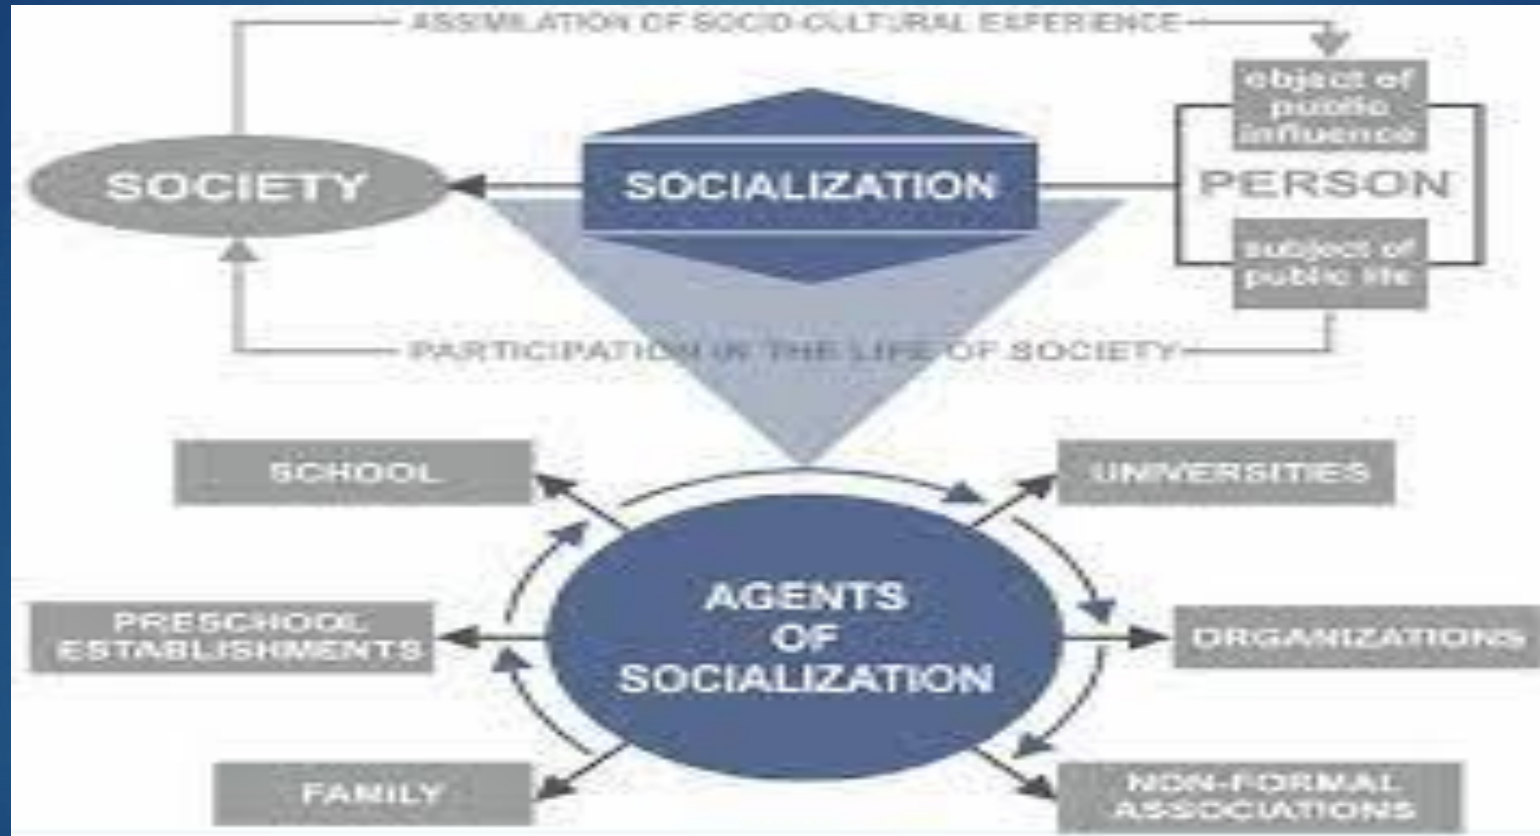 ASSIMILATION OF SOCIO-CULTURAL EXPERIENCE
object of
public
influence
SOCIETY
SOCIALIZATION
PERSON
subject of
public life
PARTICIPATION IN THE LIFE OF SOCIETY
SCHOOL
UNIVERSITIES
AGENTS
OF
SOCIALIZATION
PRESCHOOL
ESTABLISHMENTS
ORGANIZATIONS
FAMILY
NON-FORMAL
ASSOCIATIONS